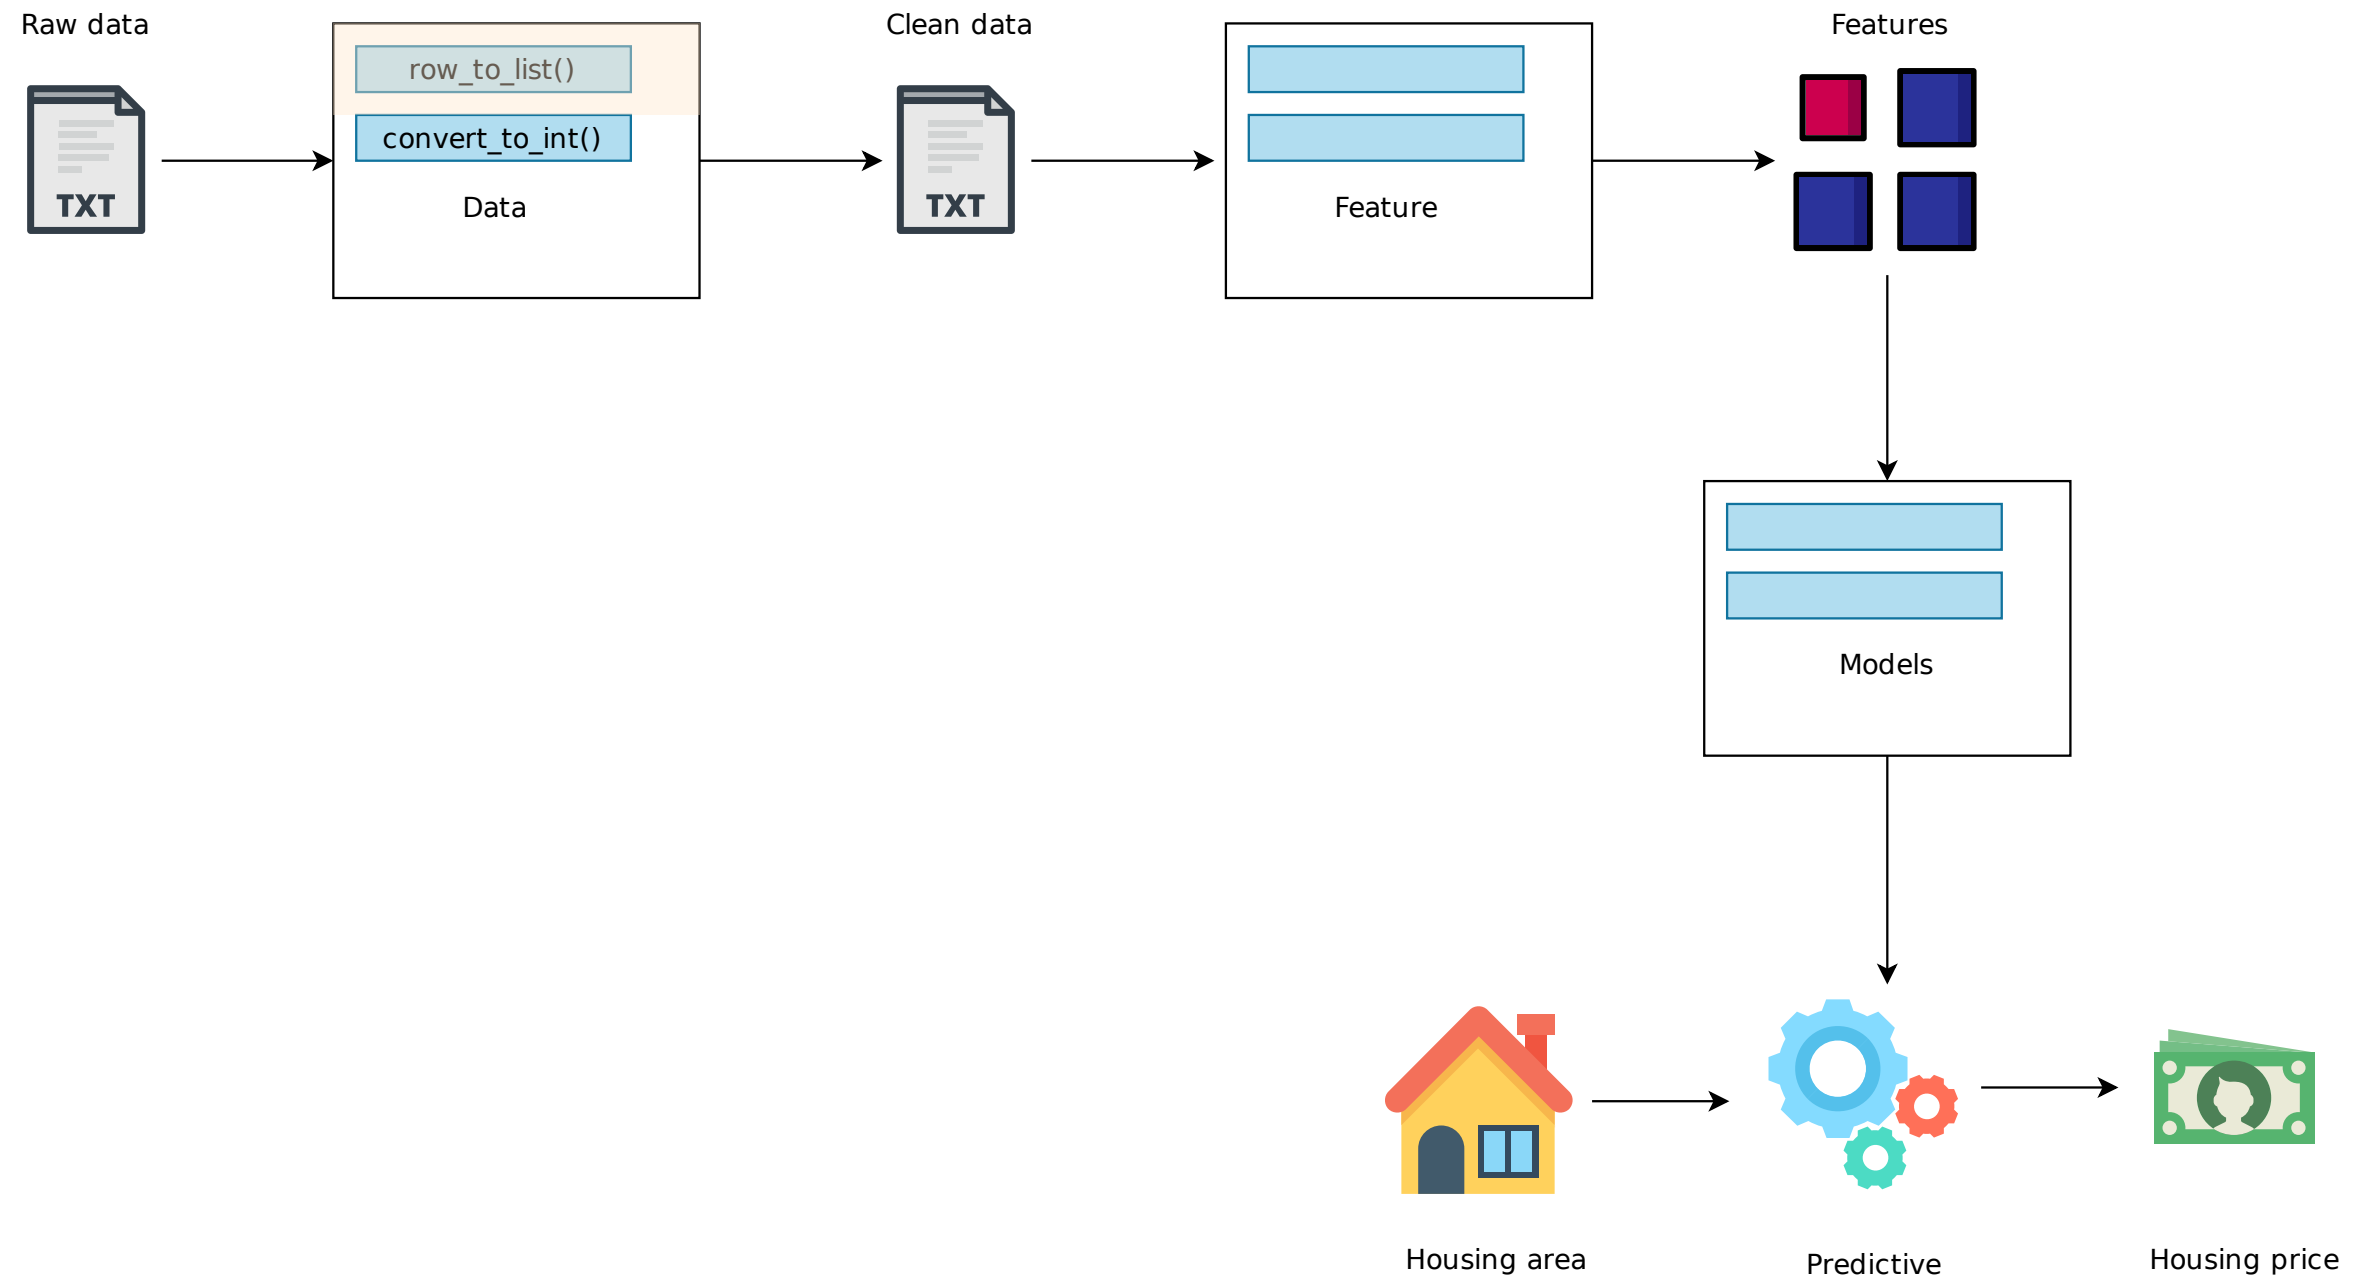 Raw data
Clean data
Features
row_to_list()
convert_to_int()
TXT
Data
TXT
Feature
Models
Housing area
Predictive
Housing price